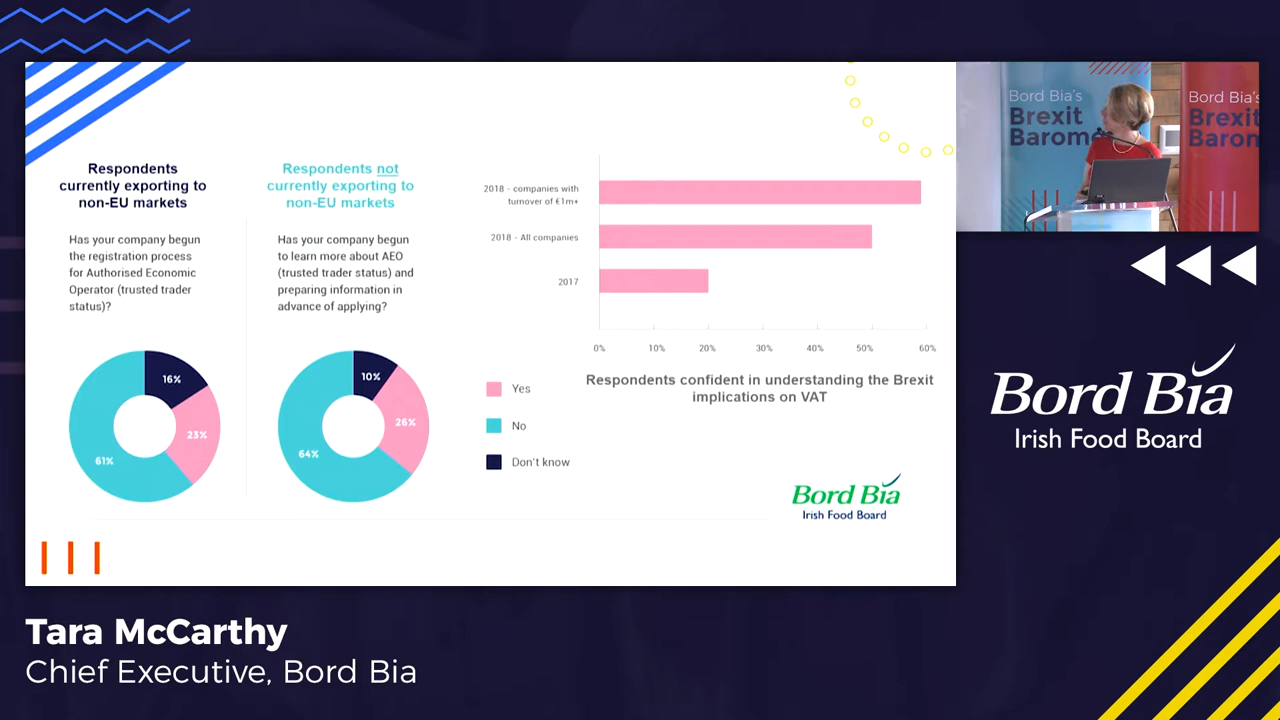 Respondents
currently exporting to
non-EU markets
Has your company begun
the registration process
for Authorised Economic
Operator (trusted trader
status)?
16%
23%
61%
Respondents not
currently exporting to
non-EU markets
Has your company begun
to learn more about AEO
(trusted trader status) and
preparing information in
advance of applying?
10%
26%
64%
Yes
No
Don't know
2018 - companies with
turnover of €1m+
2018 - All companies
2017
0% 10% 20% 30% 40% 50% 60%
Respondents confident in understanding the Brexit
implications on VAT
Bord Bia
Irish Food Board
Bord Bia's
Brexit
Barom
Bord Bia's
Brexit
Barom
Bord Bia
Irish Food Board
Tara McCarthy
Chief Executive, Bord Bia